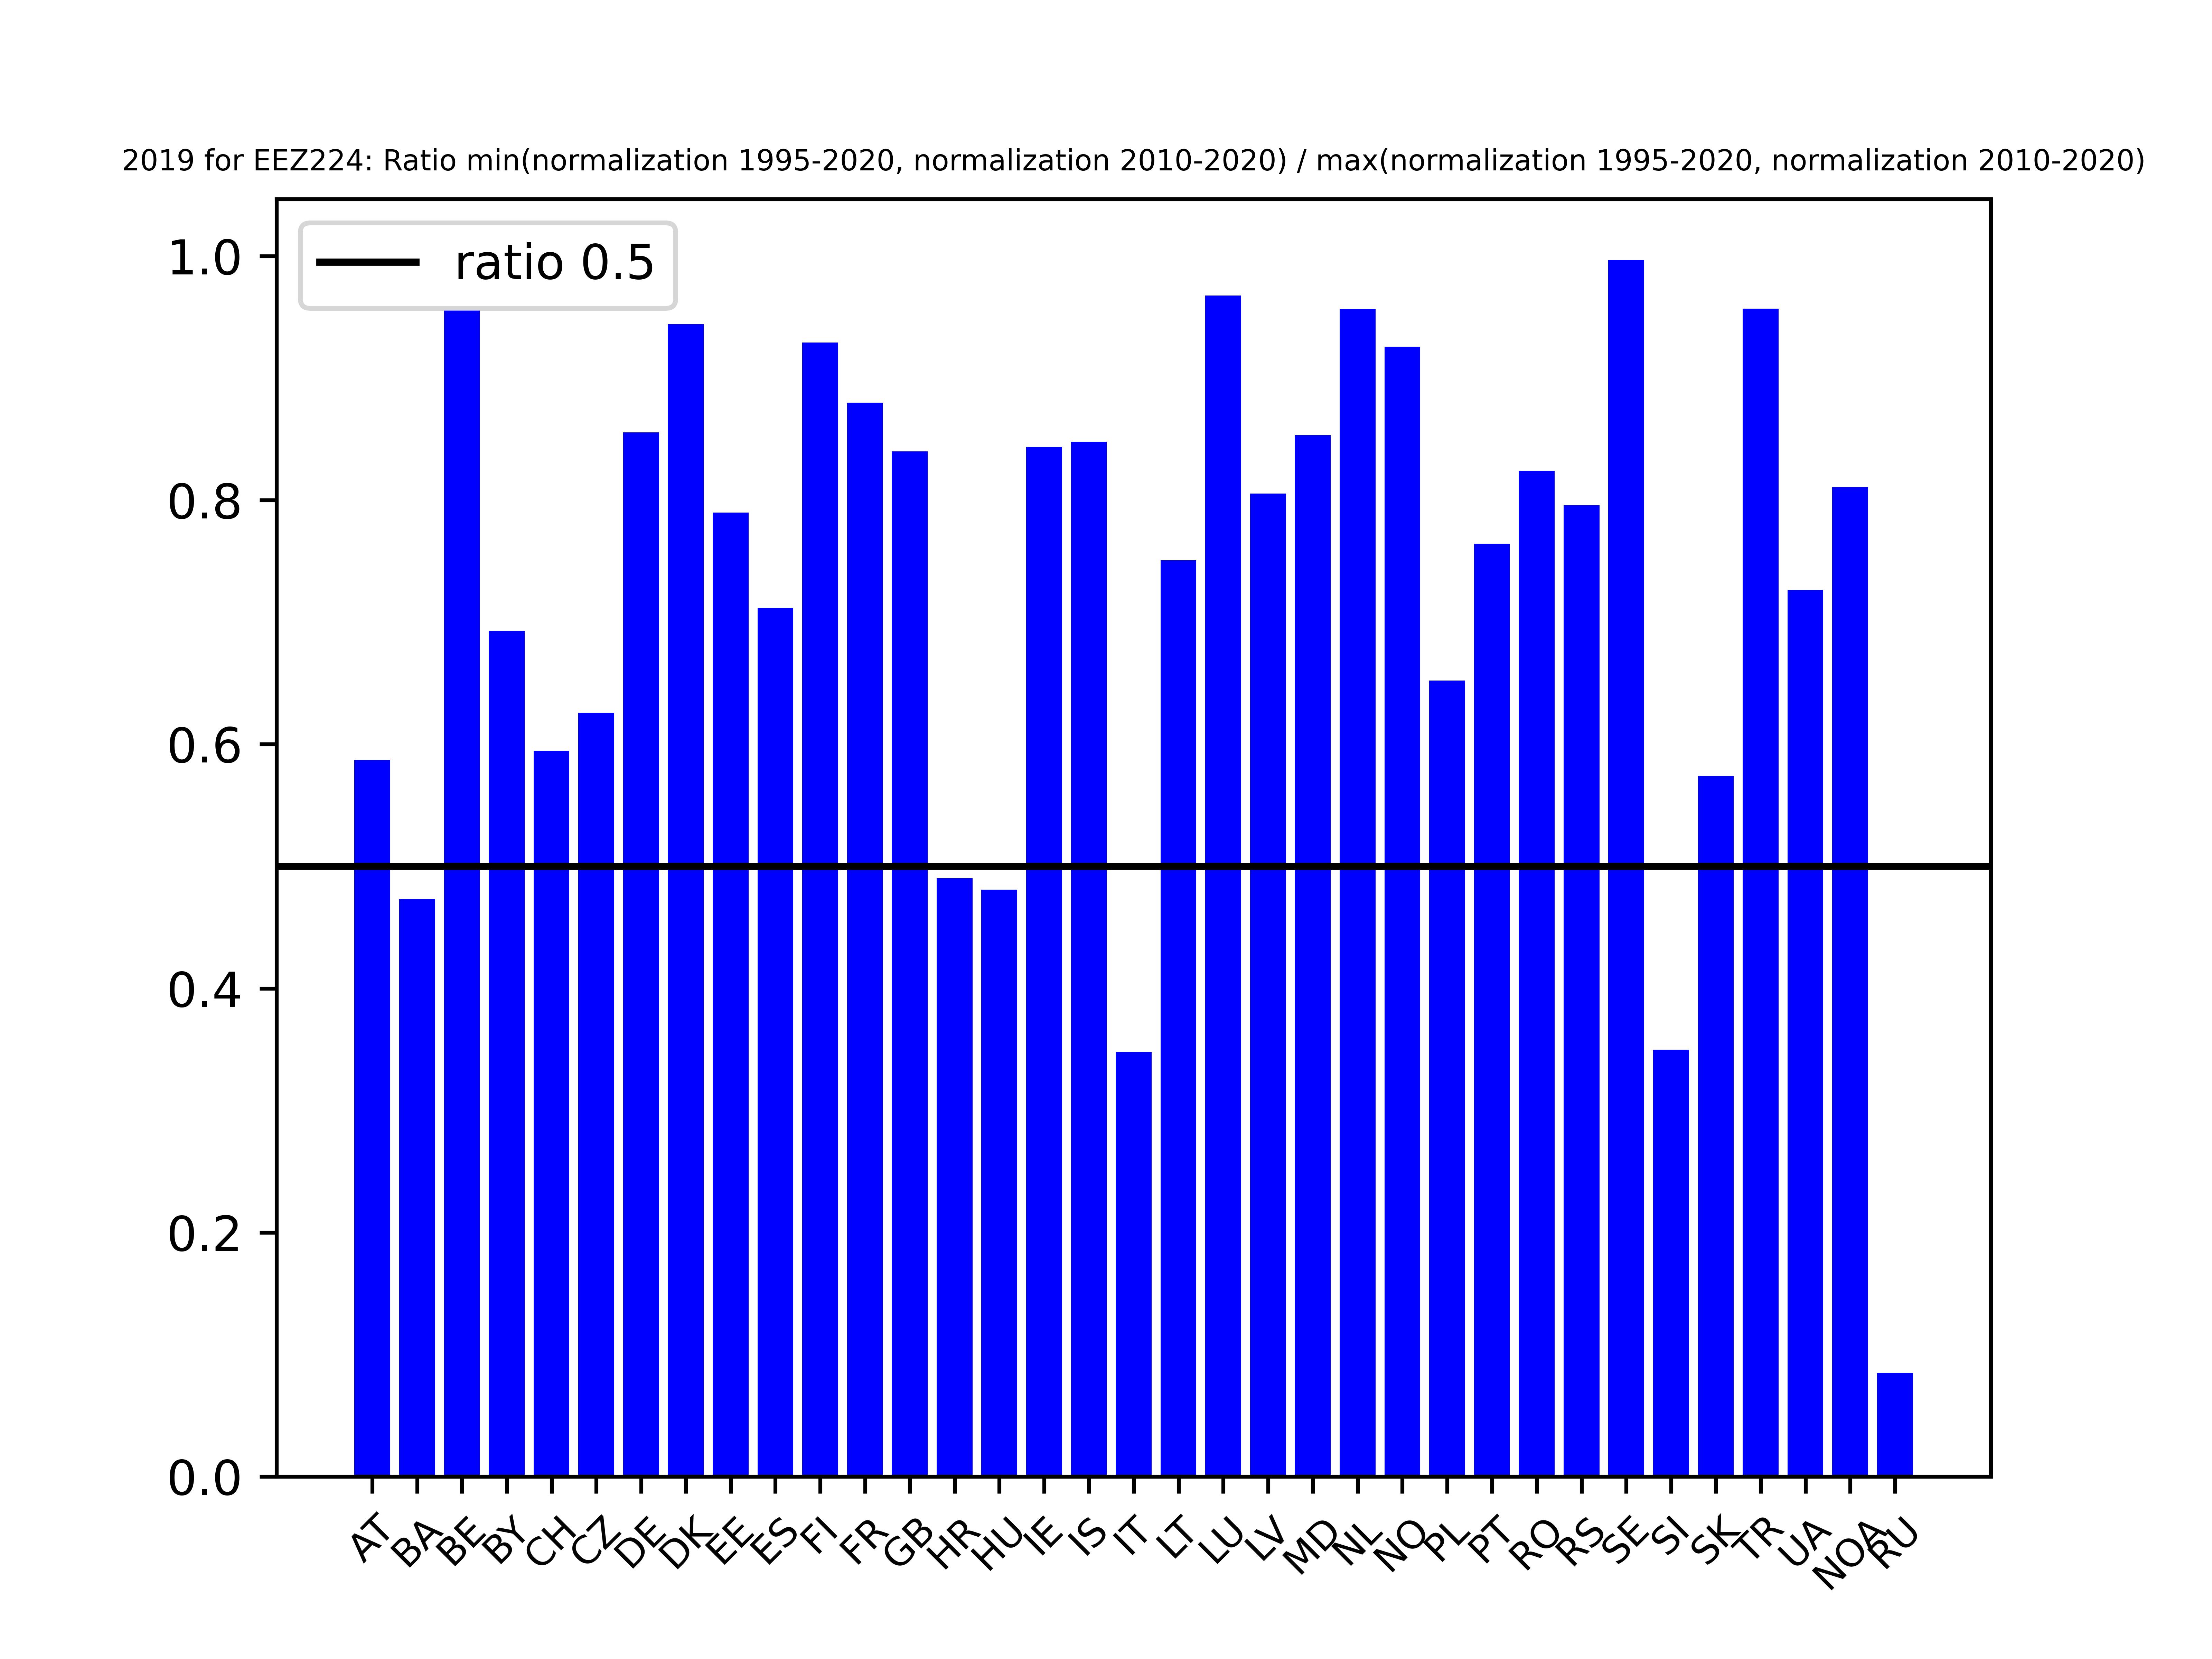 2019 for EEZ224: Ratio min(normalization 1995-2020, normalization 2010-2020) / max(normalization 1995-2020, normalization 2010-2020)
ratio 0.5
1.0
0.8
0.6
0.4
0.2
0.0
AT BA BE BY CH CZ DE DK EE ES FI FR GB HR HU IE IS IT LT LU LV MD NL NO PL PT RO RS SE SI SK TR UA NOA RU